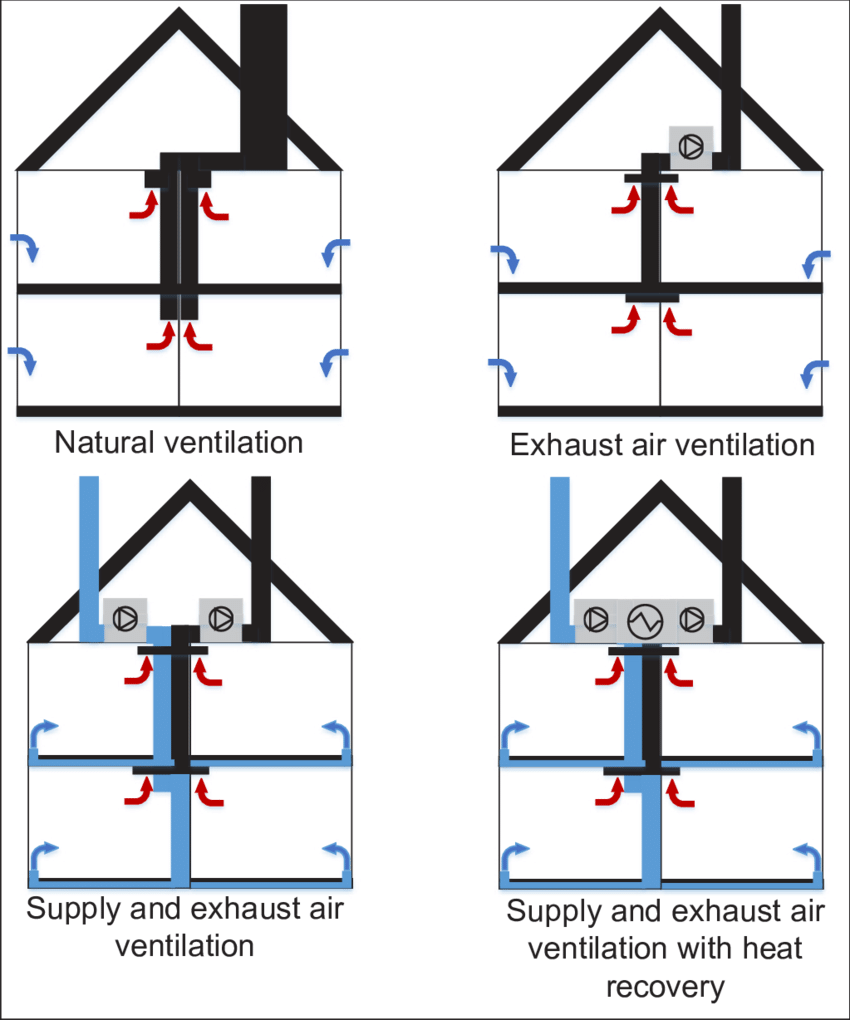 Natural ventilation
Exhaust air ventilation
Supply and exhaust air
ventilation
Supply and exhaust air
ventilation with heat
recovery